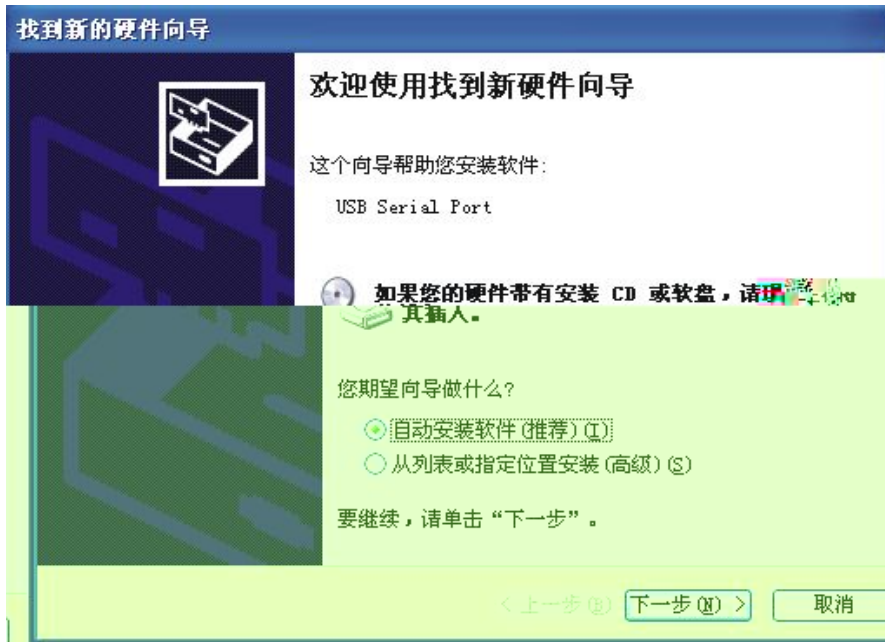 找到新的硬件向导
欢迎使用找到新硬件向导
这个向导帮助您安装软件:
USB Serial Port
如果您的硬件带有安装 CD 或软盘，请现
其插入。
您期望向导做什么?
自动安装软件(推荐)(I)
从列表或指定位置安装(高级)(S)
要继续，请单击“下一步”。
< 上一步(B) 下一步(N) > 取消